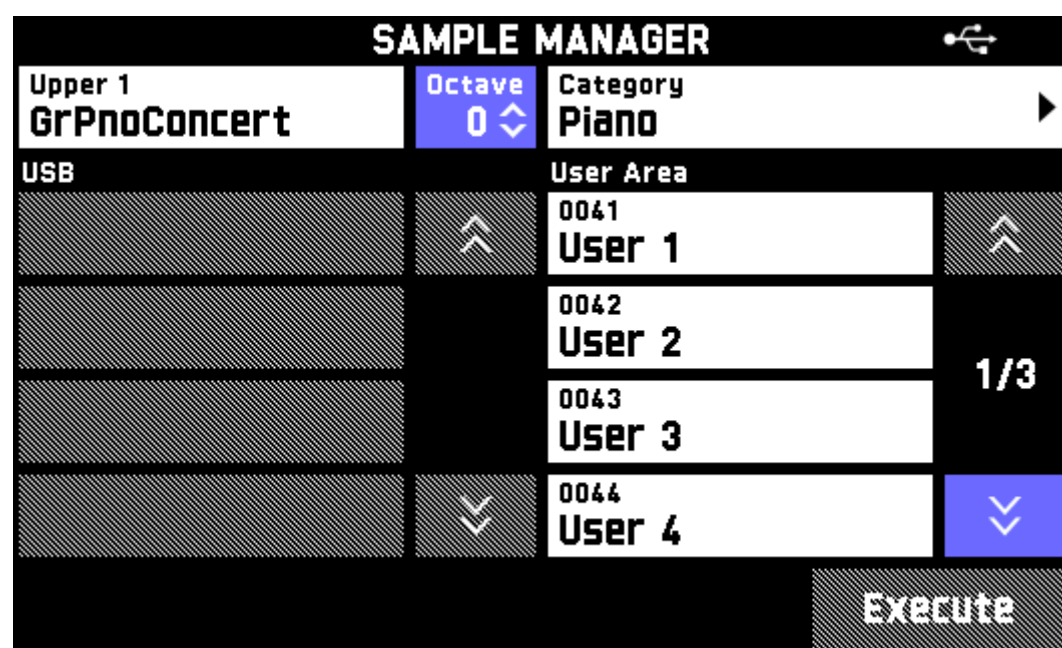 SAMPLE MANAGER
Upper 1
GrPnoConcert
Octave
0
Category
Piano
USB
User Area
0041
User 1
0042
User 2
0043
User 3
0044
User 4
1/3
Execute